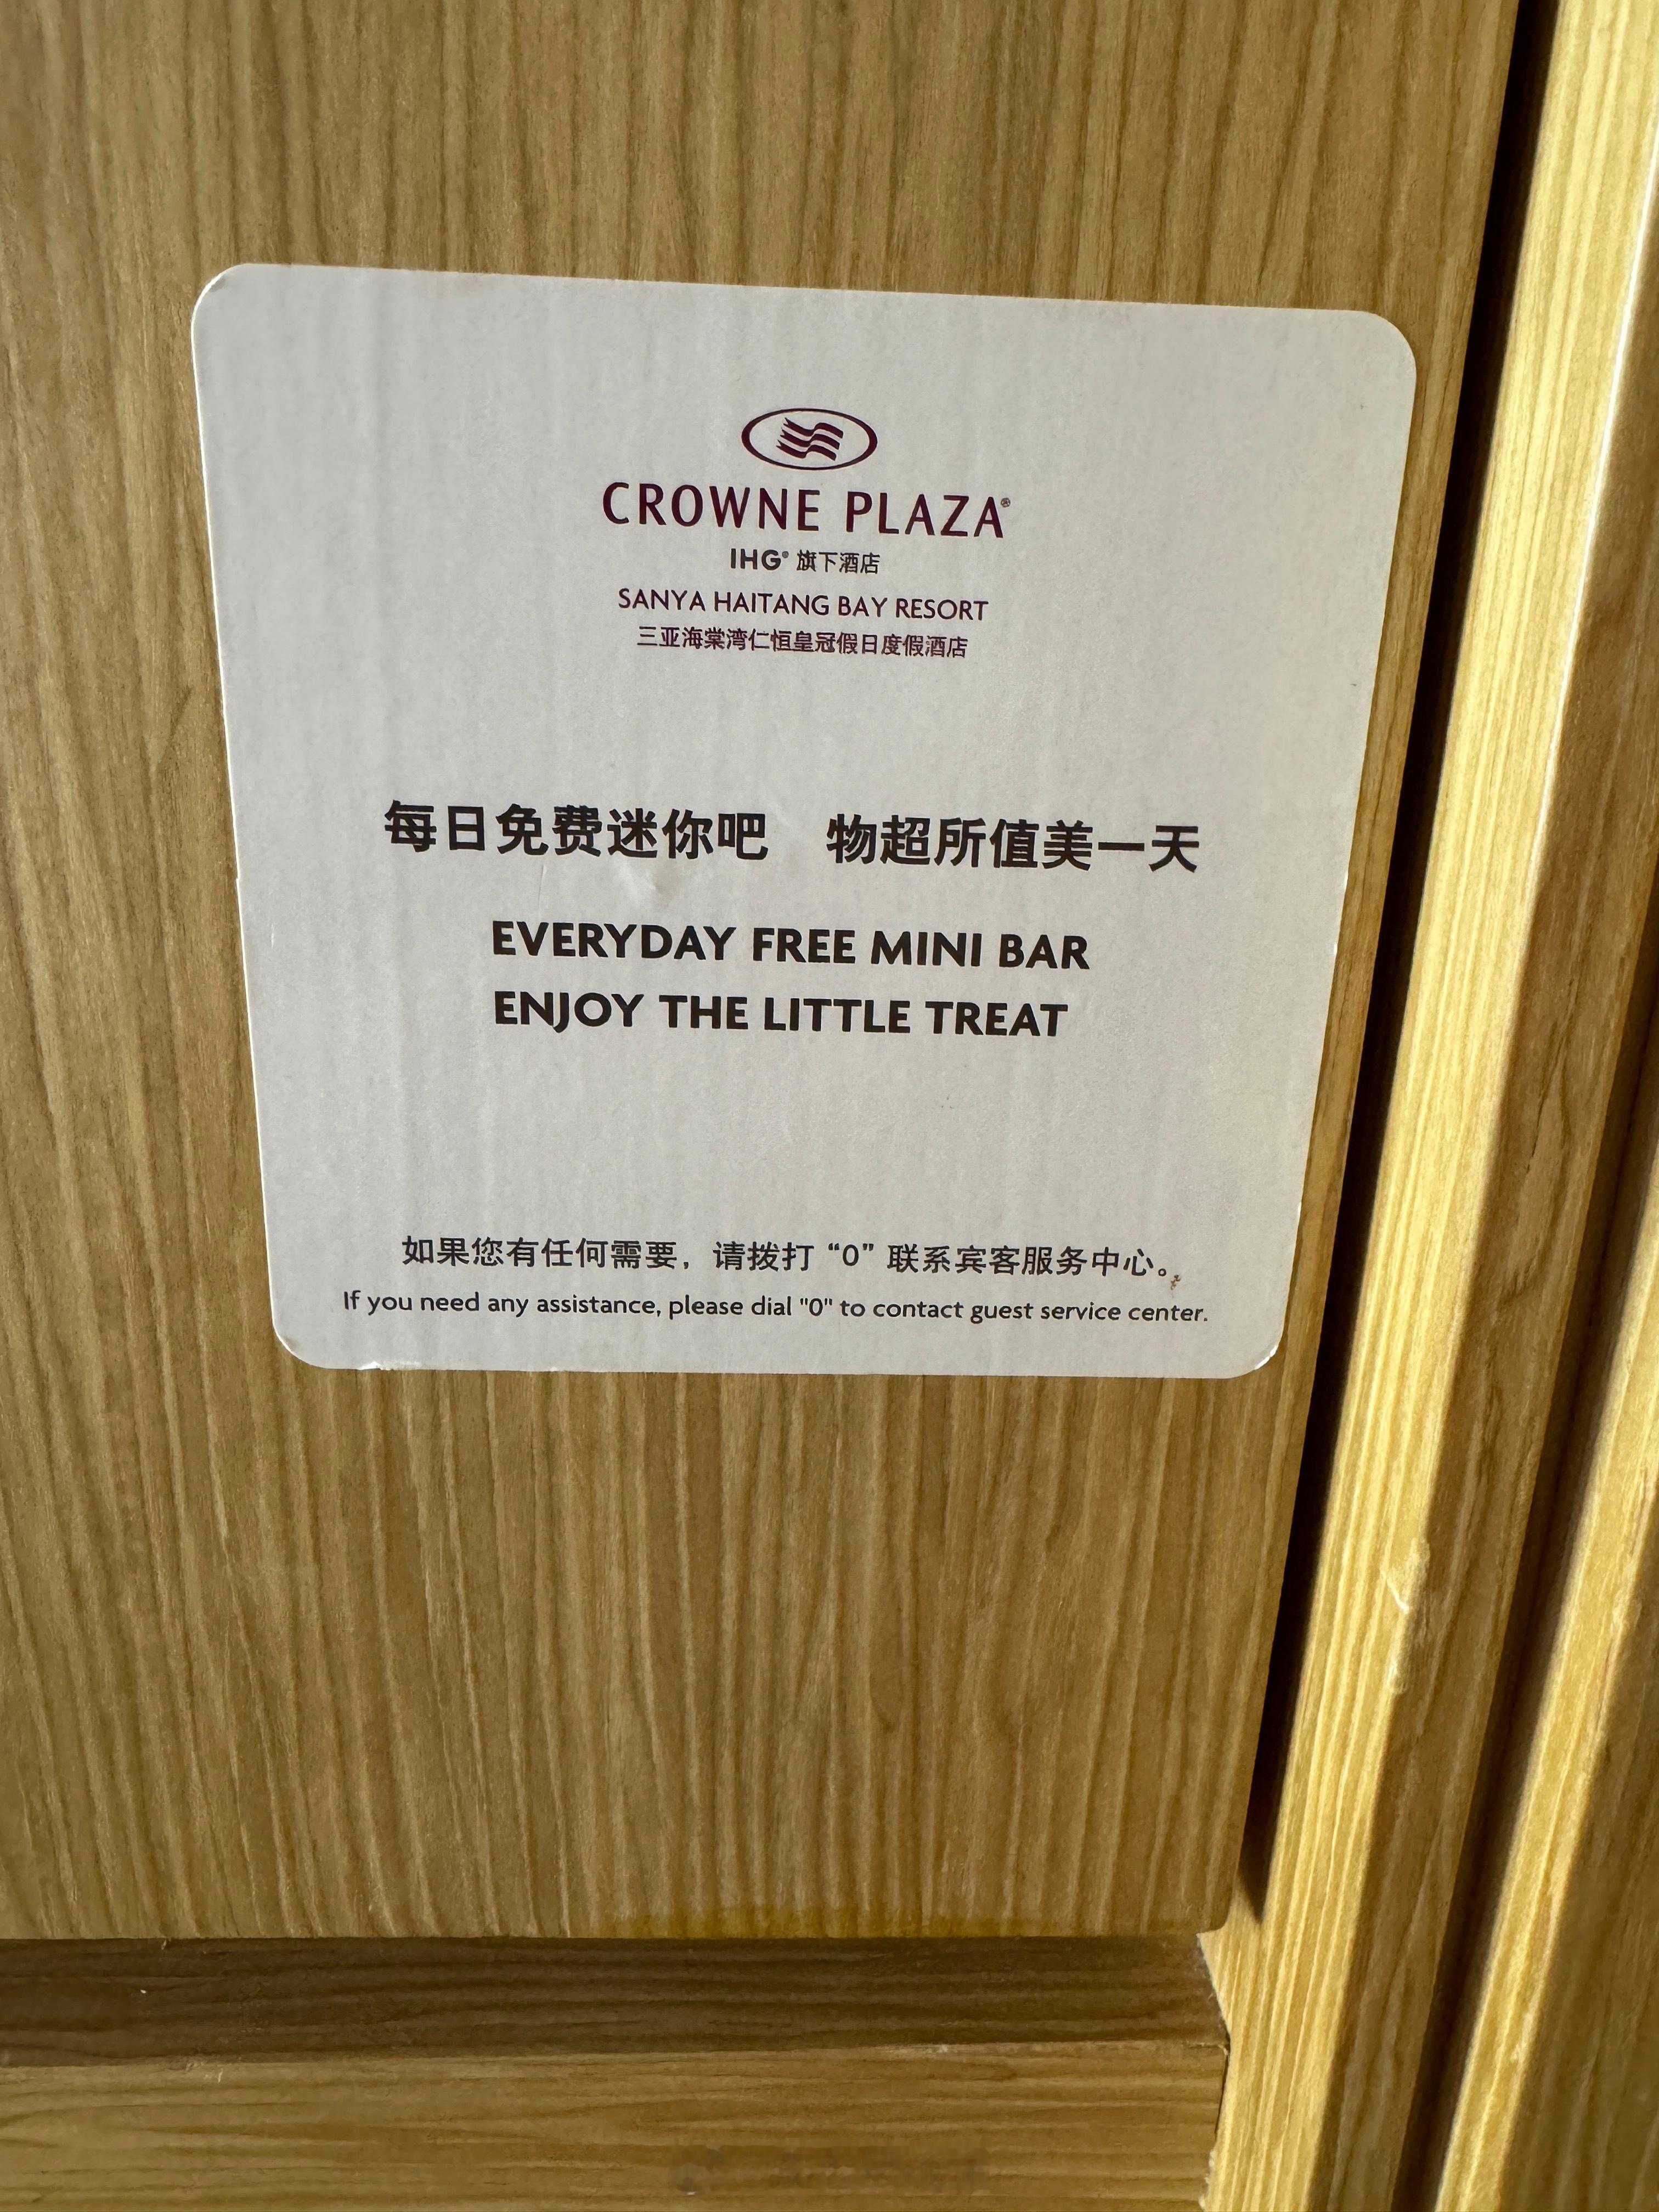 CROWNE PLAZA®
IHG® 旗下酒店
SANYA HAITANG BAY RESORT
三亚海棠湾仁恒皇冠假日度假酒店
每日免费迷你吧 物超所值美一天
EVERYDAY FREE MINI BAR
ENJOY THE LITTLE TREAT
如果您有任何需要，请拨打“0”联系宾客服务中心。
If you need any assistance, please dial "0" to contact guest service center.